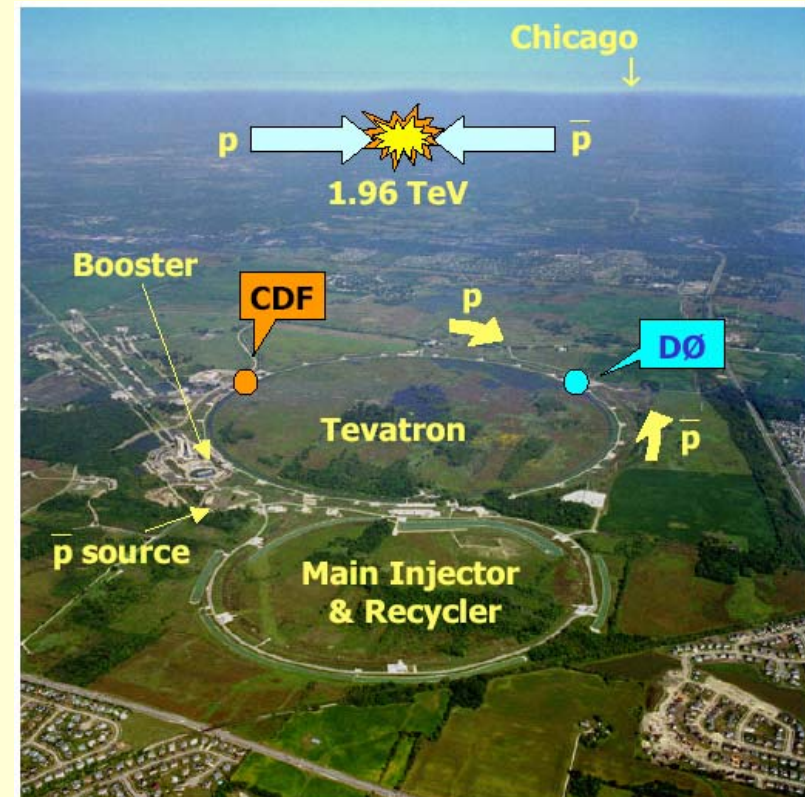 Chicago
↓
p p̅
1.96 TeV
Booster
CDF
p
DØ
Tevatron
p̅
p̅ source
Main Injector
& Recycler